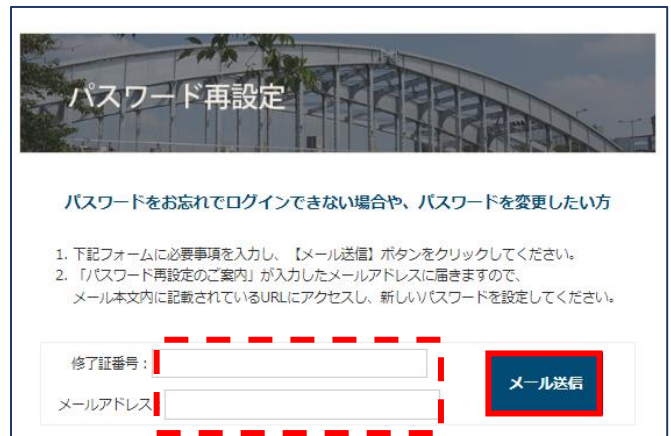 パスワード再設定
パスワードをお忘れでログインできない場合や、パスワードを変更したい方
1. 下記フォームに必要事項を入力し、【メール送信】ボタンをクリックしてください。
2. 「パスワード再設定のご案内」が入力したメールアドレスに届きますので、
メール本文内に記載されているURLにアクセスし、新しいパスワードを設定してください。
修了証番号：
メール送信
メールアドレス